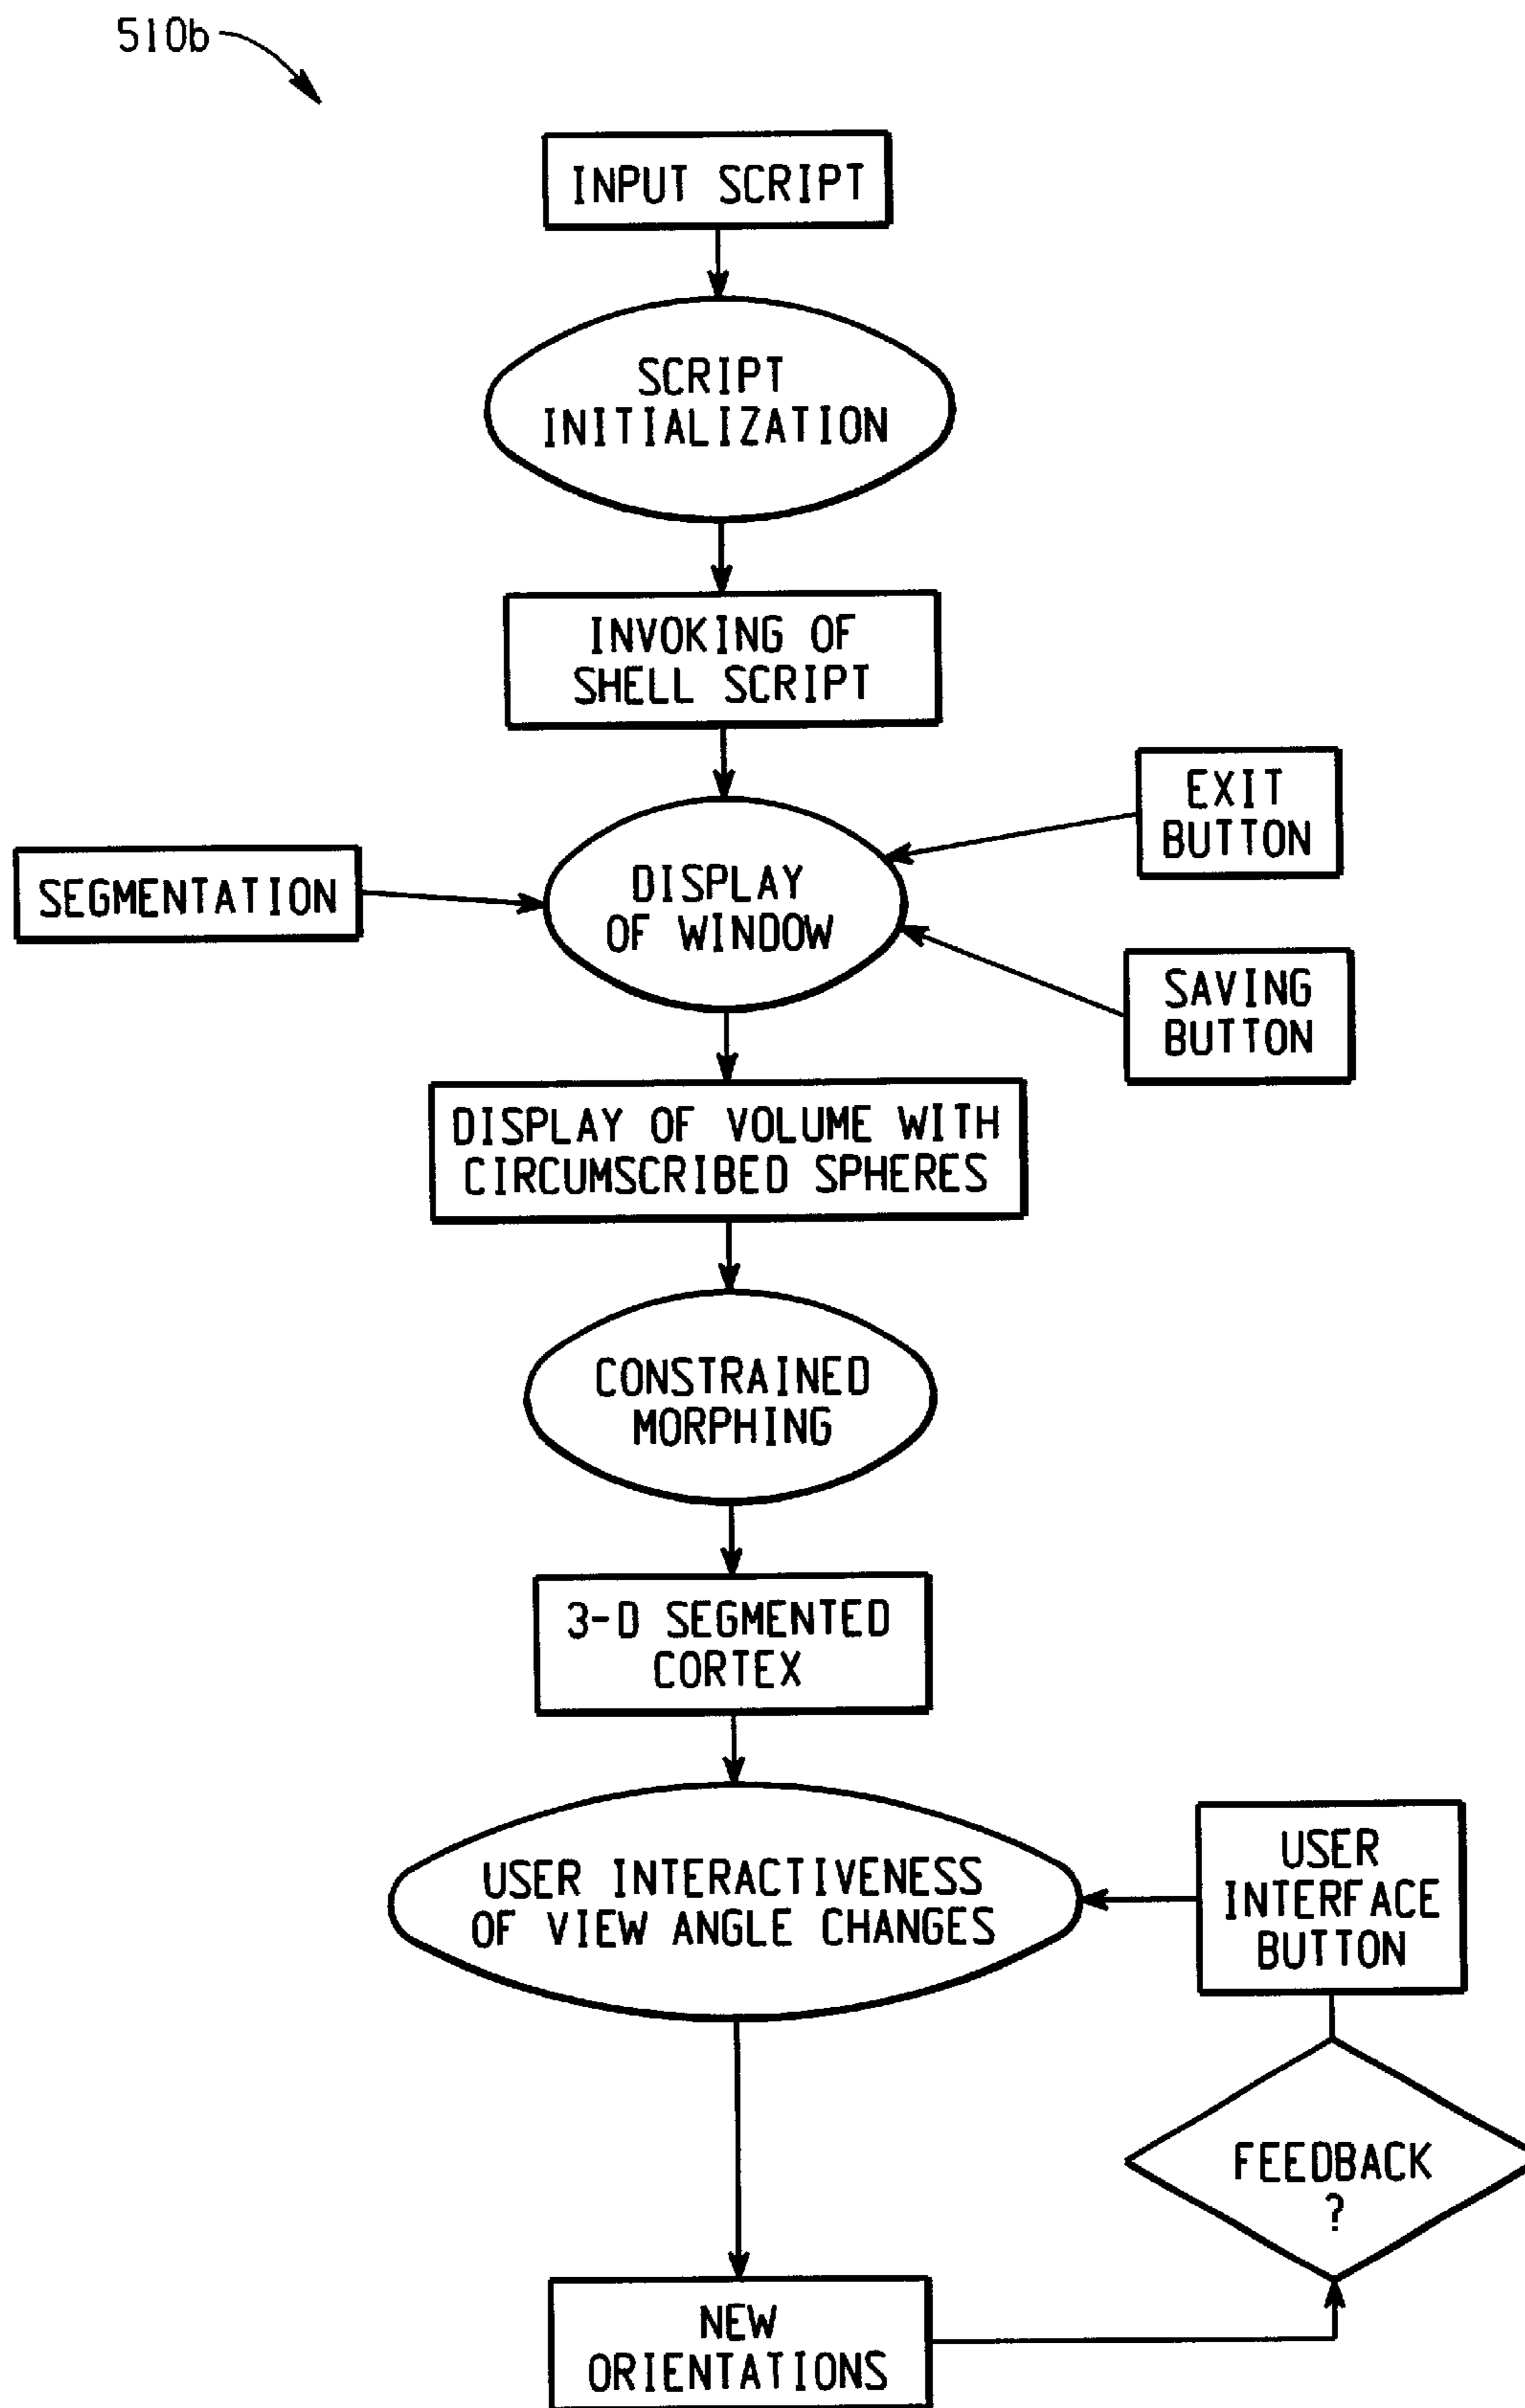 510b
INPUT SCRIPT
SCRIPT
INITIALIZATION
INVOKING OF
SHELL SCRIPT
EXIT
BUTTON
SEGMENTATION
DISPLAY
OF WINDOW
SAVING
BUTTON
DISPLAY OF VOLUME WITH
CIRCUMSCRIBED SPHERES
CONSTRAINED
MORPHING
3-D SEGMENTED
CORTEX
USER INTERACTIVENESS
OF VIEW ANGLE CHANGES
USER
INTERFACE
BUTTON
FEEDBACK
?
NEW
ORIENTATIONS